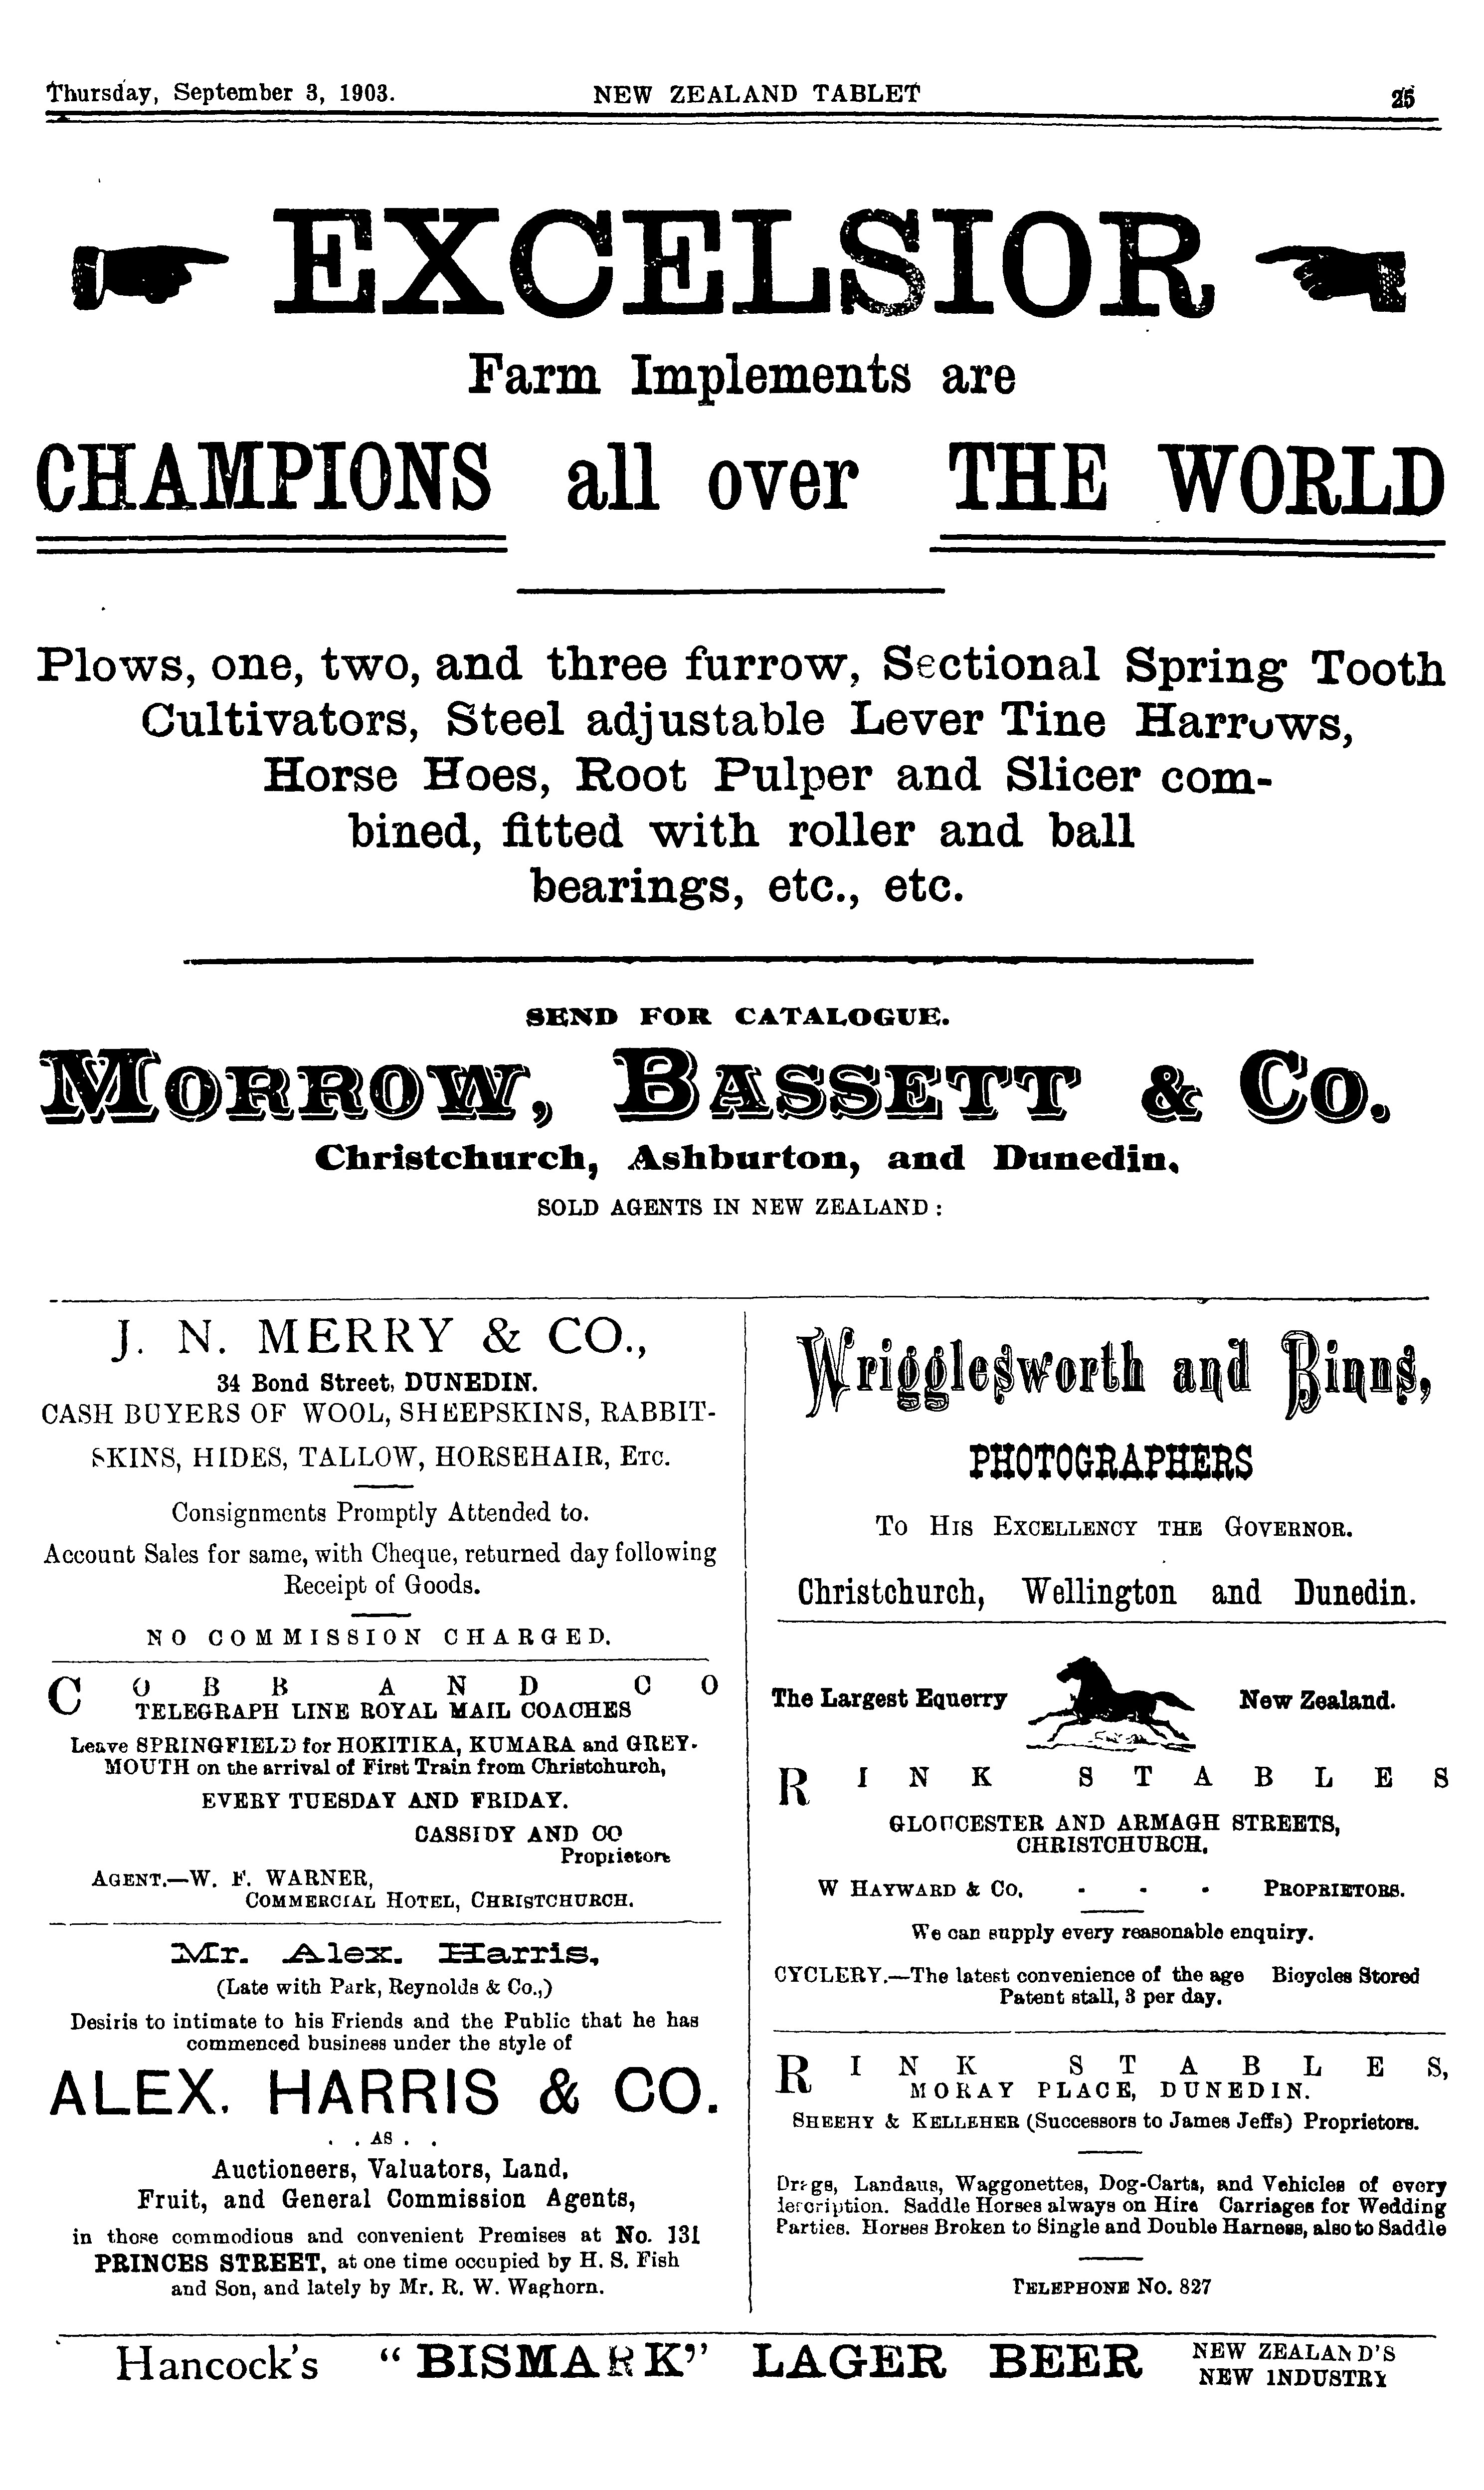 Thursday, September 3, 1903.
NEW ZEALAND TABLET
25
EXCELSIOR
Farm Implements are
CHAMPIONS all over THE WORLD
Plows, one, two, and three furrow, Sectional Spring Tooth
Cultivators, Steel adjustable Lever Tine Harrows,
Horse Hoes, Root Pulper and Slicer com-
bined, fitted with roller and ball
bearings, etc., etc.
SEND FOR CATALOGUE.
MORROW, BASSETT & CO.
Christchurch, Ashburton, and Dunedin.
SOLD AGENTS IN NEW ZEALAND:
J. N. MERRY & CO.,
34 Bond Street, DUNEDIN.
CASH BUYERS OF WOOL, SHEEPSKINS, RABBIT-
SKINS, HIDES, TALLOW, HORSEHAIR, ETC.
Consignments Promptly Attended to.
Account Sales for same, with Cheque, returned day following
Receipt of Goods.
NO COMMISSION CHARGED.
COBB AND CO
TELEGRAPH LINE ROYAL MAIL COACHES
Leave SPRINGFIELD for HOKITIKA, KUMARA and GREY-
MOUTH on the arrival of First Train from Christchurch,
EVERY TUESDAY AND FRIDAY.
CASSIDY AND CO
Proprietors
AGENT.—W. F. WARNER,
COMMERCIAL HOTEL, CHRISTCHURCH.
Mr. Alex. Harris,
(Late with Park, Reynolds & Co.,)
Desiris to intimate to his Friends and the Public that he has
commenced business under the style of
ALEX. HARRIS & CO.
. . AS . .
Auctioneers, Valuators, Land,
Fruit, and General Commission Agents,
in those commodious and convenient Premises at No. 131
PRINCES STREET, at one time occupied by H. S. Fish
and Son, and lately by Mr. R. W. Waghorn.
Wrigglesworth and Binns,
PHOTOGRAPHERS
TO HIS EXCELLENCY THE GOVERNOR.
Christchurch, Wellington and Dunedin.
The Largest Equerry New Zealand.
RINK STABLES
GLOUCESTER AND ARMAGH STREETS,
CHRISTCHURCH.
W HAYWARD & CO. - - - PROPRIETORS.
We can supply every reasonable enquiry.
CYCLERY.—The latest convenience of the age Bicycles Stored
Patent stall, 3 per day.
RINK STABLES,
MORAY PLACE, DUNEDIN.
SHEEHY & KELLEHER (Successors to James Jeffs) Proprietors.
Drags, Landaus, Waggonettes, Dog-Carts, and Vehicles of every
description. Saddle Horses always on Hire Carriages for Wedding
Parties. Horses Broken to Single and Double Harness, also to Saddle
TELEPHONE NO. 827
Hancock's "BISMARK" LAGER BEER
NEW ZEALAND'S
NEW INDUSTRY